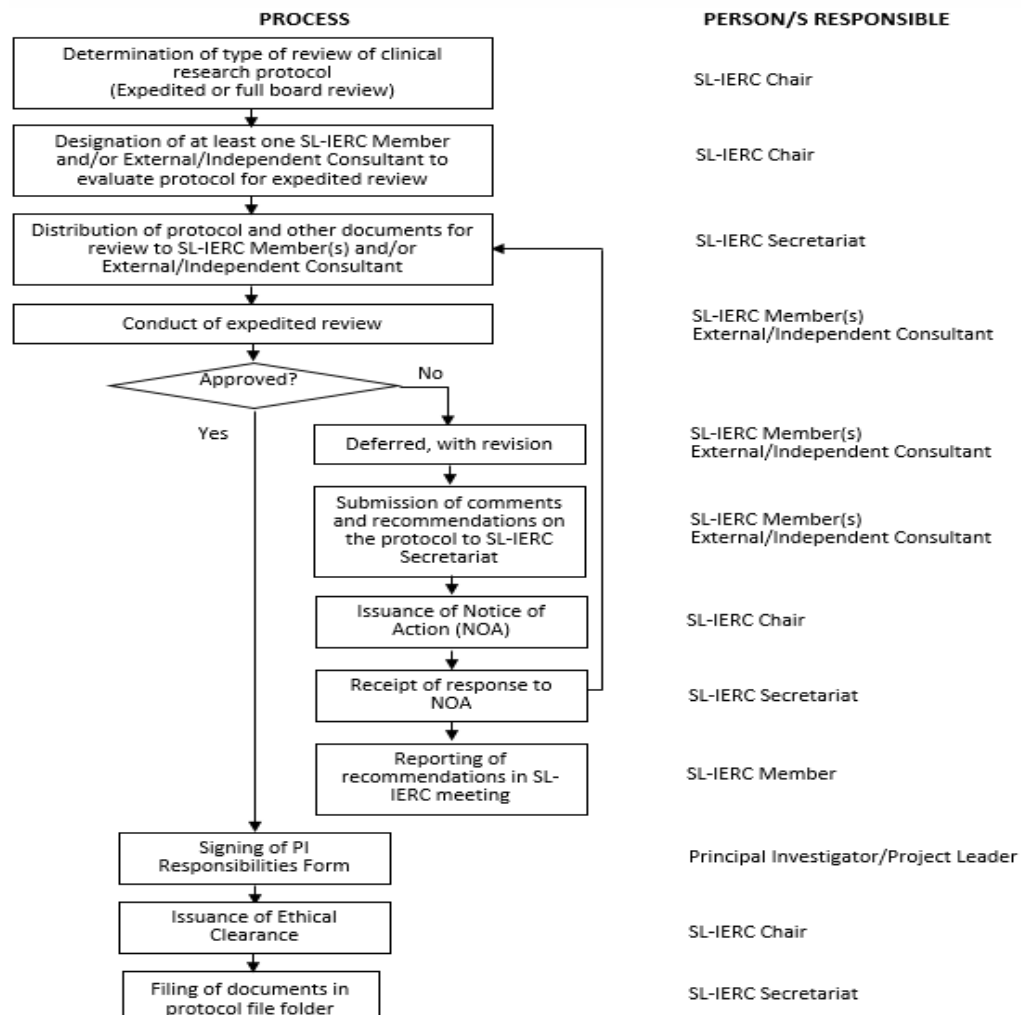 PROCESS
PERSON/S RESPONSIBLE
Determination of type of review of clinical
research protocol
(Expedited or full board review)
SL-IERC Chair
Designation of at least one SL-IERC Member
and/or External/Independent Consultant to
evaluate protocol for expedited review
SL-IERC Chair
Distribution of protocol and other documents for
review to SL-IERC Member(s) and/or
External/Independent Consultant
SL-IERC Secretariat
Conduct of expedited review
SL-IERC Member(s)
External/Independent Consultant
Approved?
No
Yes
Deferred, with revision
SL-IERC Member(s)
External/Independent Consultant
Submission of comments
and recommendations on
the protocol to SL-IERC
Secretariat
SL-IERC Member(s)
External/Independent Consultant
Issuance of Notice of
Action (NOA)
SL-IERC Chair
Receipt of response to
NOA
SL-IERC Secretariat
Reporting of
recommendations in SL-
IERC meeting
SL-IERC Member
Signing of PI
Responsibilities Form
Principal Investigator/Project Leader
Issuance of Ethical
Clearance
SL-IERC Chair
Filing of documents in
protocol file folder
SL-IERC Secretariat